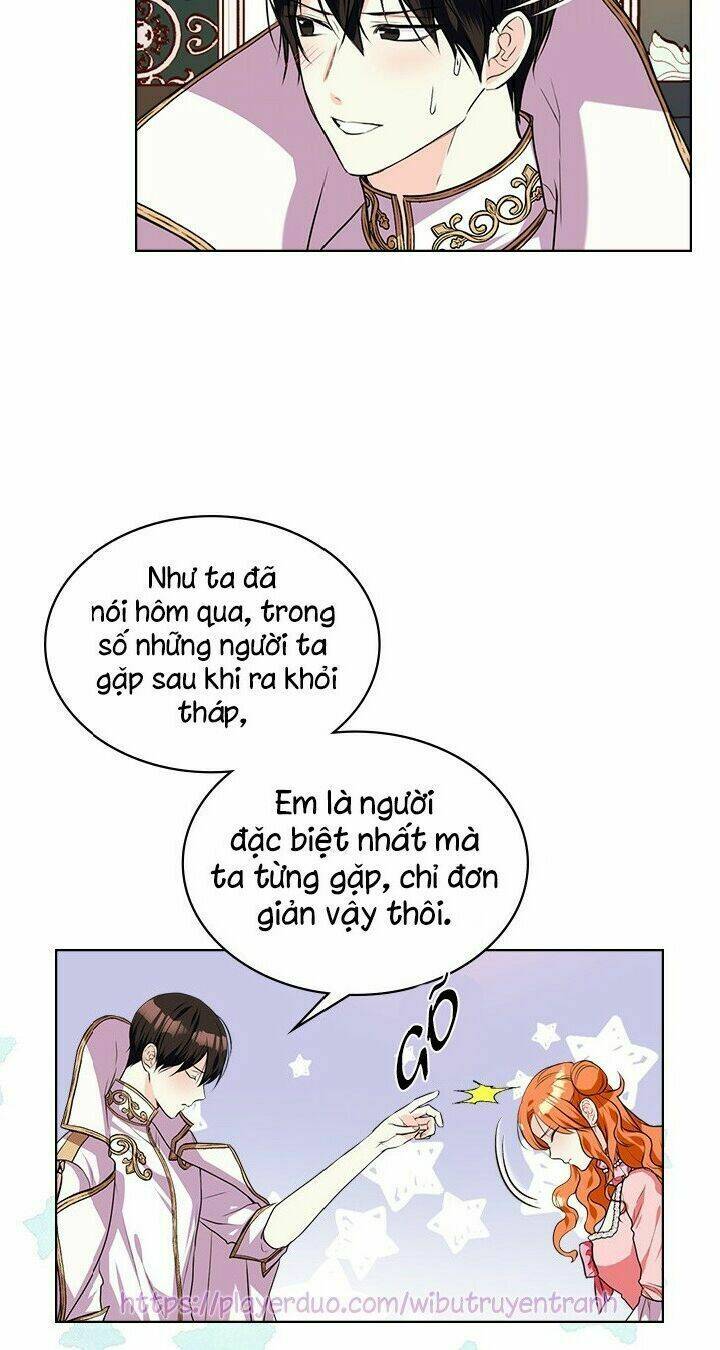 Như ta đã
nói hôm qua, trong
số những người ta
gặp sau khi ra khỏi
tháp,
Em là người
đặc biệt nhất mà
ta từng gặp, chỉ đơn
giản vậy thôi.
GÕ
https://playerduo.com/wibutruyentranh